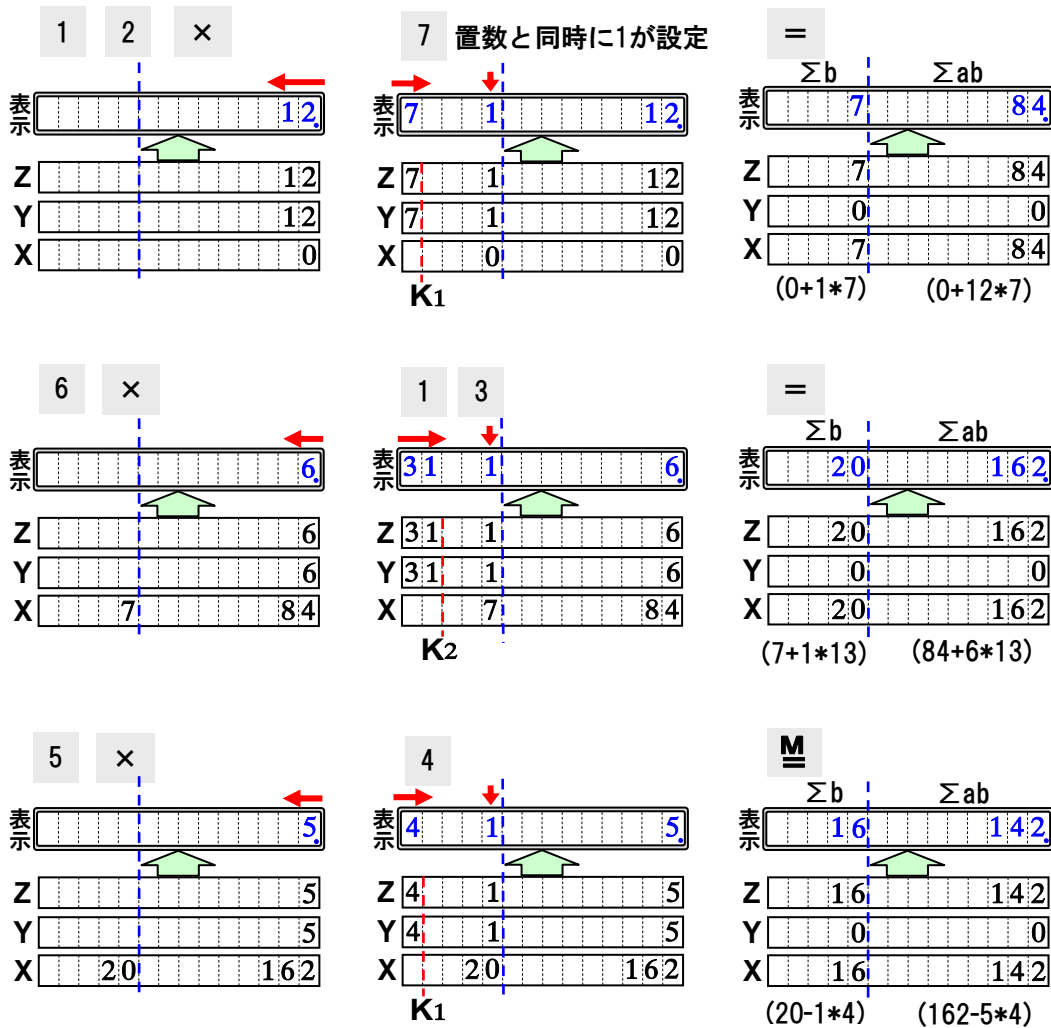 1 2 ×
7 置数と同時に1が設定
=
Σb Σab
表示 12.
表示 7 1 12.
表示 7 84.
Z 12
Z 7 1 12
Z 7 84
Y 12
Y 7 1 12
Y 0 0
X 0
X 0 0
X 7 84
K1
(0+1*7) (0+12*7)
6 ×
1 3
=
Σb Σab
表示 6.
表示 31 1 6.
表示 20 162.
Z 6
Z 31 1 6
Z 20 162
Y 6
Y 31 1 6
Y 0 0
X 7 84
X 7 84
X 20 162
K2
(7+1*13) (84+6*13)
5 ×
4
M
Σb Σab
表示 5.
表示 4 1 5.
表示 16 142.
Z 5
Z 4 1 5
Z 16 142
Y 5
Y 4 1 5
Y 0 0
X 20 162
X 20 162
X 16 142
K1
(20-1*4) (162-5*4)